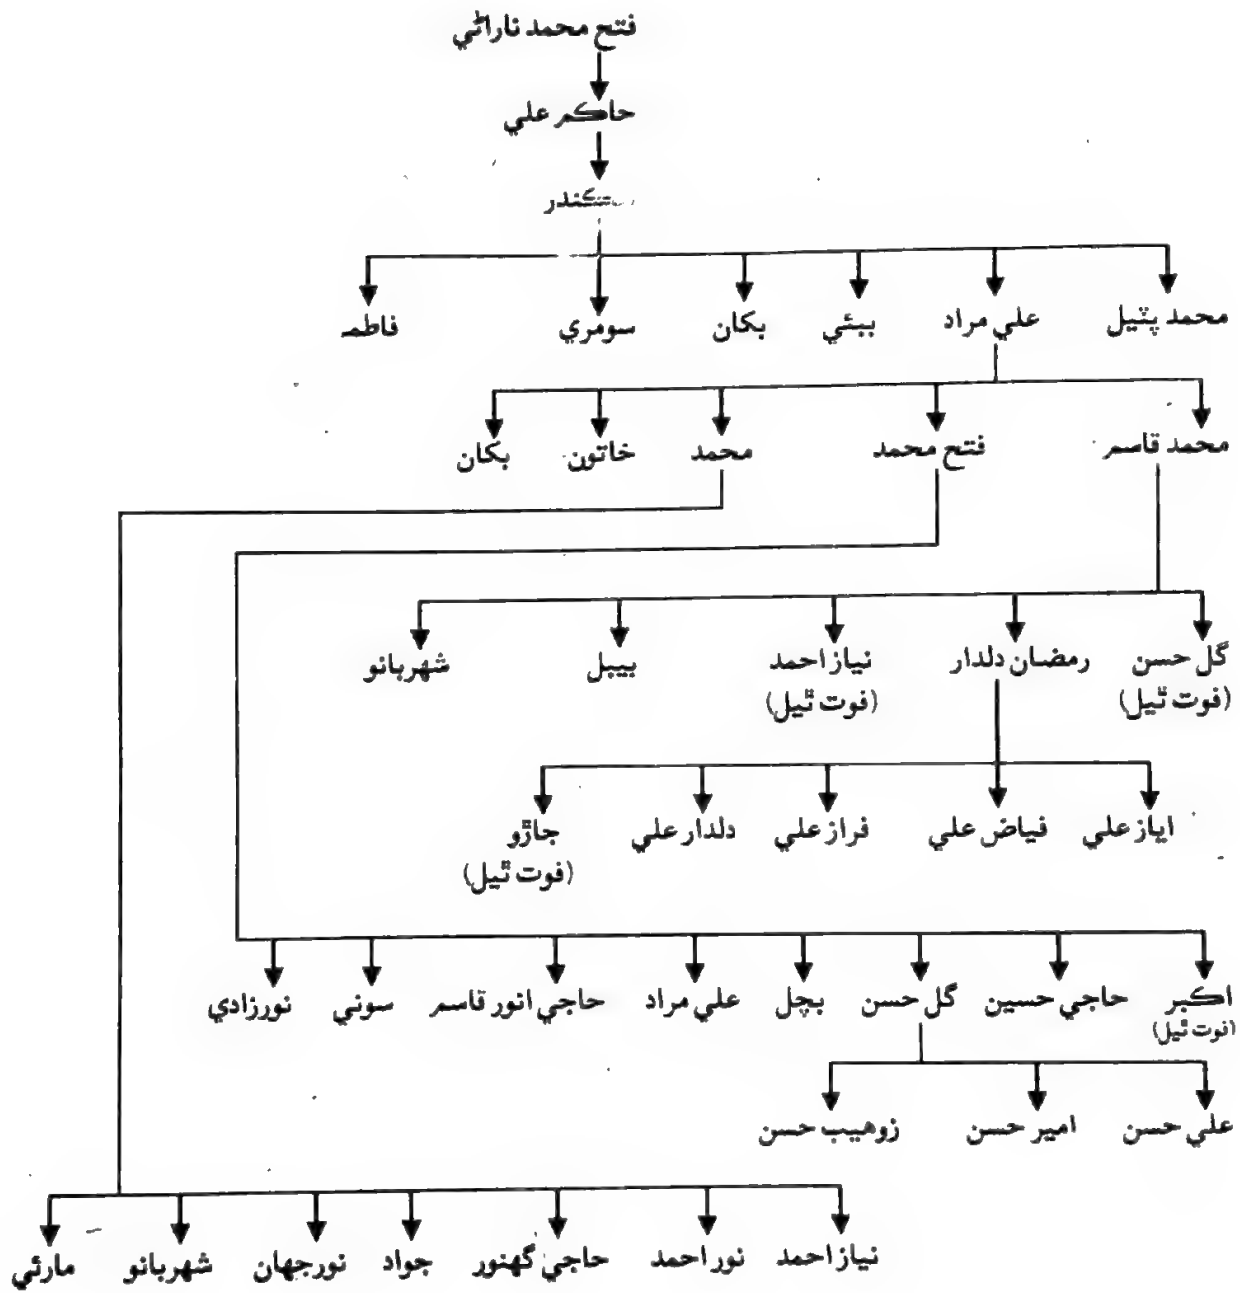 فتح محمد ناراڻي
حاڪم علي
سڪندر
محمد پٽيل علي مراد ببئي بکان سومري فاطمہ
محمد قاسم فتح محمد محمد خاتون بکان
گل حسن رمضان دلدار نياز احمد بيبل شھربانو
(فوت ٿيل) (فوت ٿيل)
اياز علي فياض علي فراز علي دلدار علي جاڙو
(فوت ٿيل)
اڪبر حاجي حسين گل حسن بچل علي مراد حاجي انور قاسم سوني نورزادي
(فوت ٿيل)
علي حسن امير حسن زوهيب حسن
نياز احمد نور احمد حاجي گهنور جواد نورجهان شهربانو مارئي